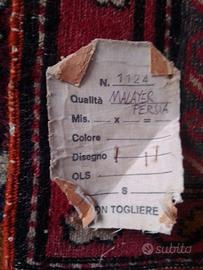 N. 1124
Qualità MALAYER
PERSIA
Mis. x =
Colore
Disegno
OLS
S
ON TOGLIERE
subito